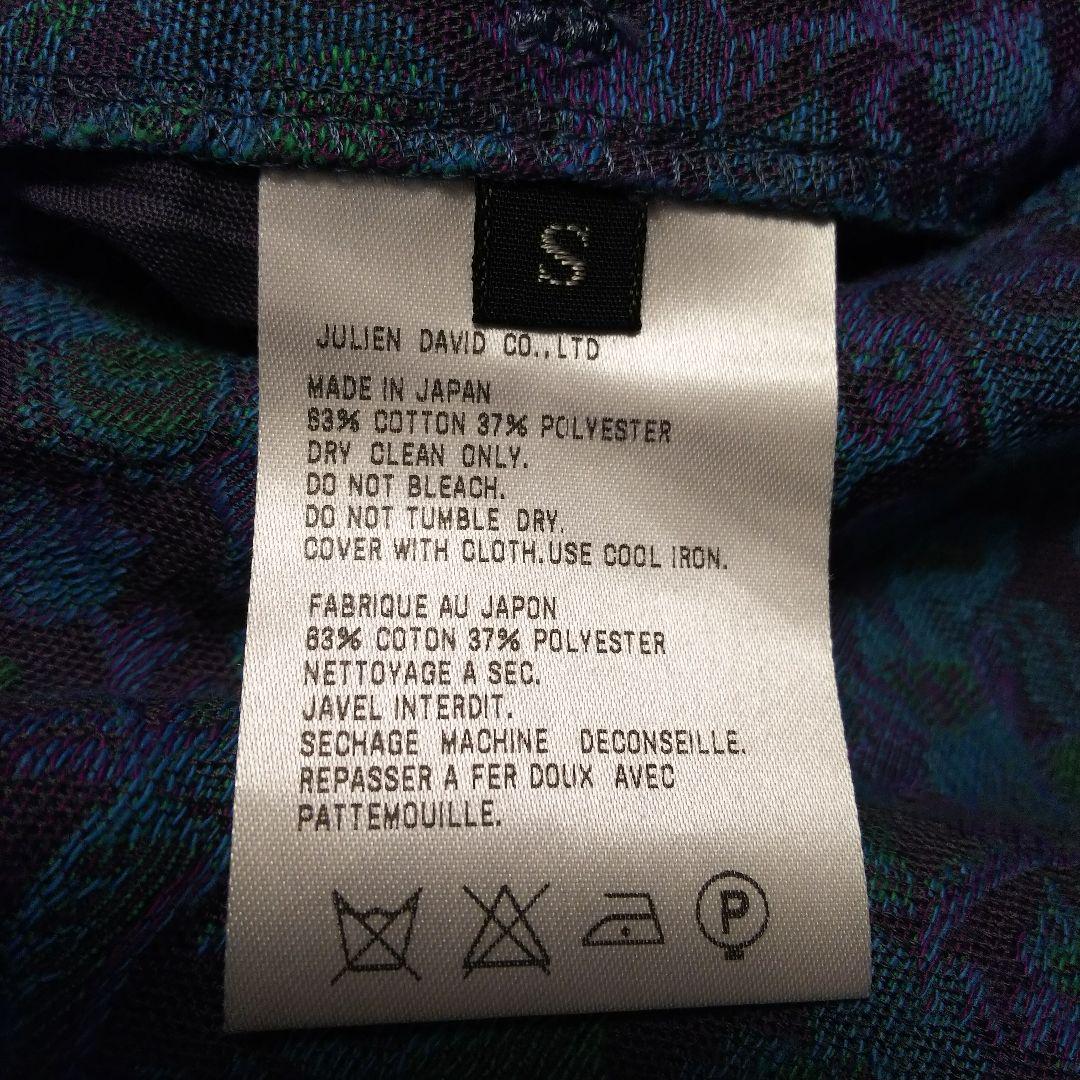 S
JULIEN DAVID CO.,LTD
MADE IN JAPAN
63% COTTON 37% POLYESTER
DRY CLEAN ONLY.
DO NOT BLEACH.
DO NOT TUMBLE DRY.
COVER WITH CLOTH.USE COOL IRON.
FABRIQUE AU JAPON
63% COTON 37% POLYESTER
NETTOYAGE A SEC.
JAVEL INTERDIT.
SECHAGE MACHINE DECONSEILLE.
REPASSER A FER DOUX AVEC
PATTEMOUILLE.
P